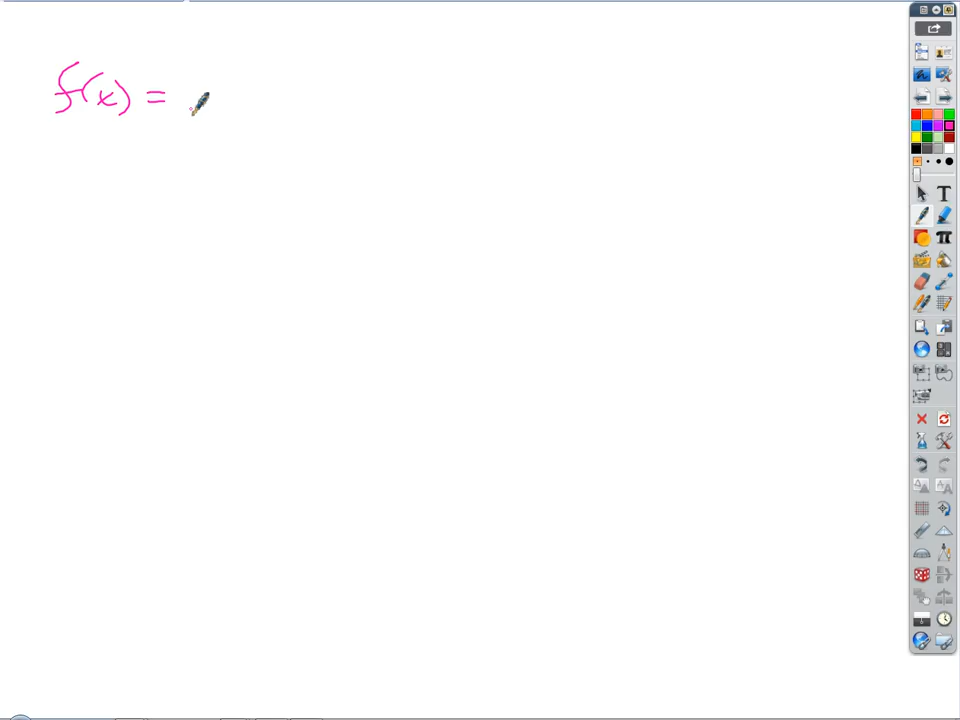 f(x) =